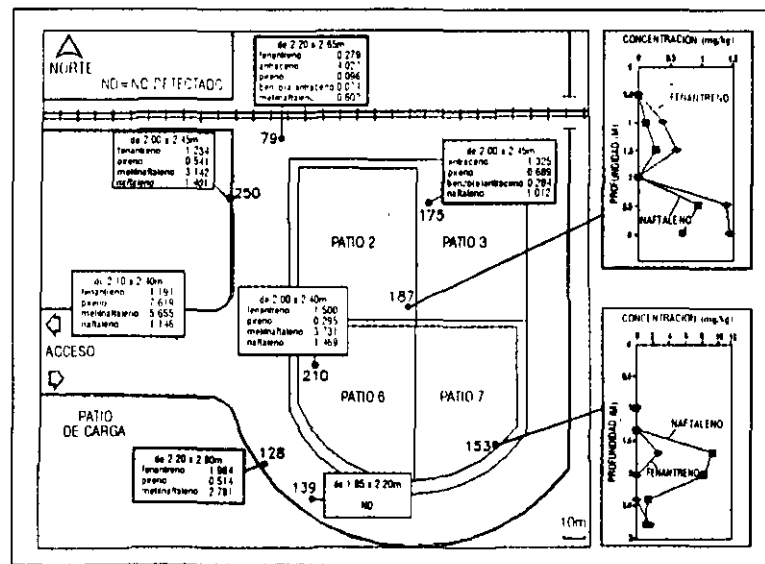 NORTE
ND = NO DETECTADO
de 2.20 a 2.65m
fenantreno 0.279
antraceno
pireno 0.096
metilnaftaleno
79
de 2.00 a 2.45m
fenantreno 1.234
pireno 0.541
metilnaftaleno 3.142
naftaleno 1.401
250
de 2.00 a 2.45m
antraceno 1.325
pireno 0.689
benzo(a)antraceno 0.284
naftaleno 1.012
175
PATIO 2
PATIO 3
187
de 2.10 a 2.40m
fenantreno 1.191
pireno
metilnaftaleno 5.655
naftaleno 1.146
de 2.00 a 2.40m
fenantreno 1.500
pireno 0.295
metilnaftaleno 3.731
naftaleno 1.469
210
ACCESO
PATIO
DE CARGA
PATIO 6
PATIO 7
153
de 2.20 a 2.80m
fenantreno 1.984
pireno 0.514
metilnaftaleno 2.781
128
139
de 1.85 a 2.20m
ND
10m
CONCENTRACION (mg/kg)
0 0.5 1 1.5
PROFUNDIDAD (M)
FENANTRENO
NAFTALENO
CONCENTRACION (mg/kg)
0 2 4 6 8 10 12
PROFUNDIDAD (M)
NAFTALENO
FENANTRENO